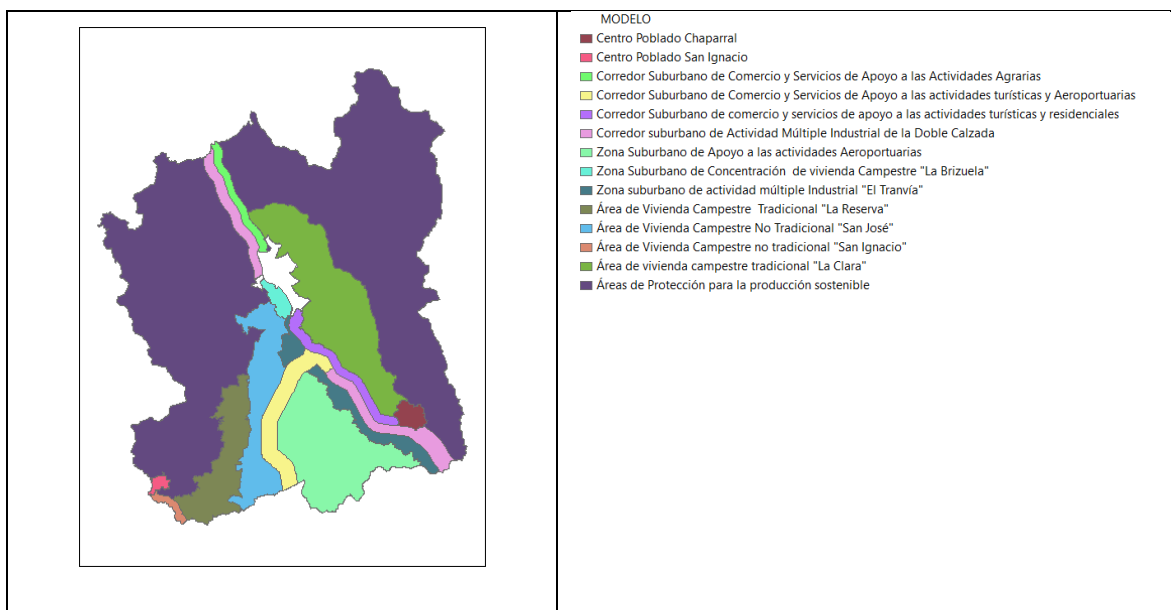 MODELO
Centro Poblado Chaparral
Centro Poblado San Ignacio
Corredor Suburbano de Comercio y Servicios de Apoyo a las Actividades Agrarias
Corredor Suburbano de Comercio y Servicios de Apoyo a las actividades turísticas y Aeroportuarias
Corredor Suburbano de comercio y servicios de apoyo a las actividades turísticas y residenciales
Corredor suburbano de Actividad Múltiple Industrial de la Doble Calzada
Zona Suburbano de Apoyo a las actividades Aeroportuarias
Zona Suburbano de Concentración de vivienda Campestre "La Brizuela"
Zona suburbano de actividad múltiple Industrial "El Tranvía"
Área de Vivienda Campestre Tradicional "La Reserva"
Área de Vivienda Campestre No Tradicional "San José"
Área de Vivienda Campestre no tradicional "San Ignacio"
Área de vivienda campestre tradicional "La Clara"
Áreas de Protección para la producción sostenible